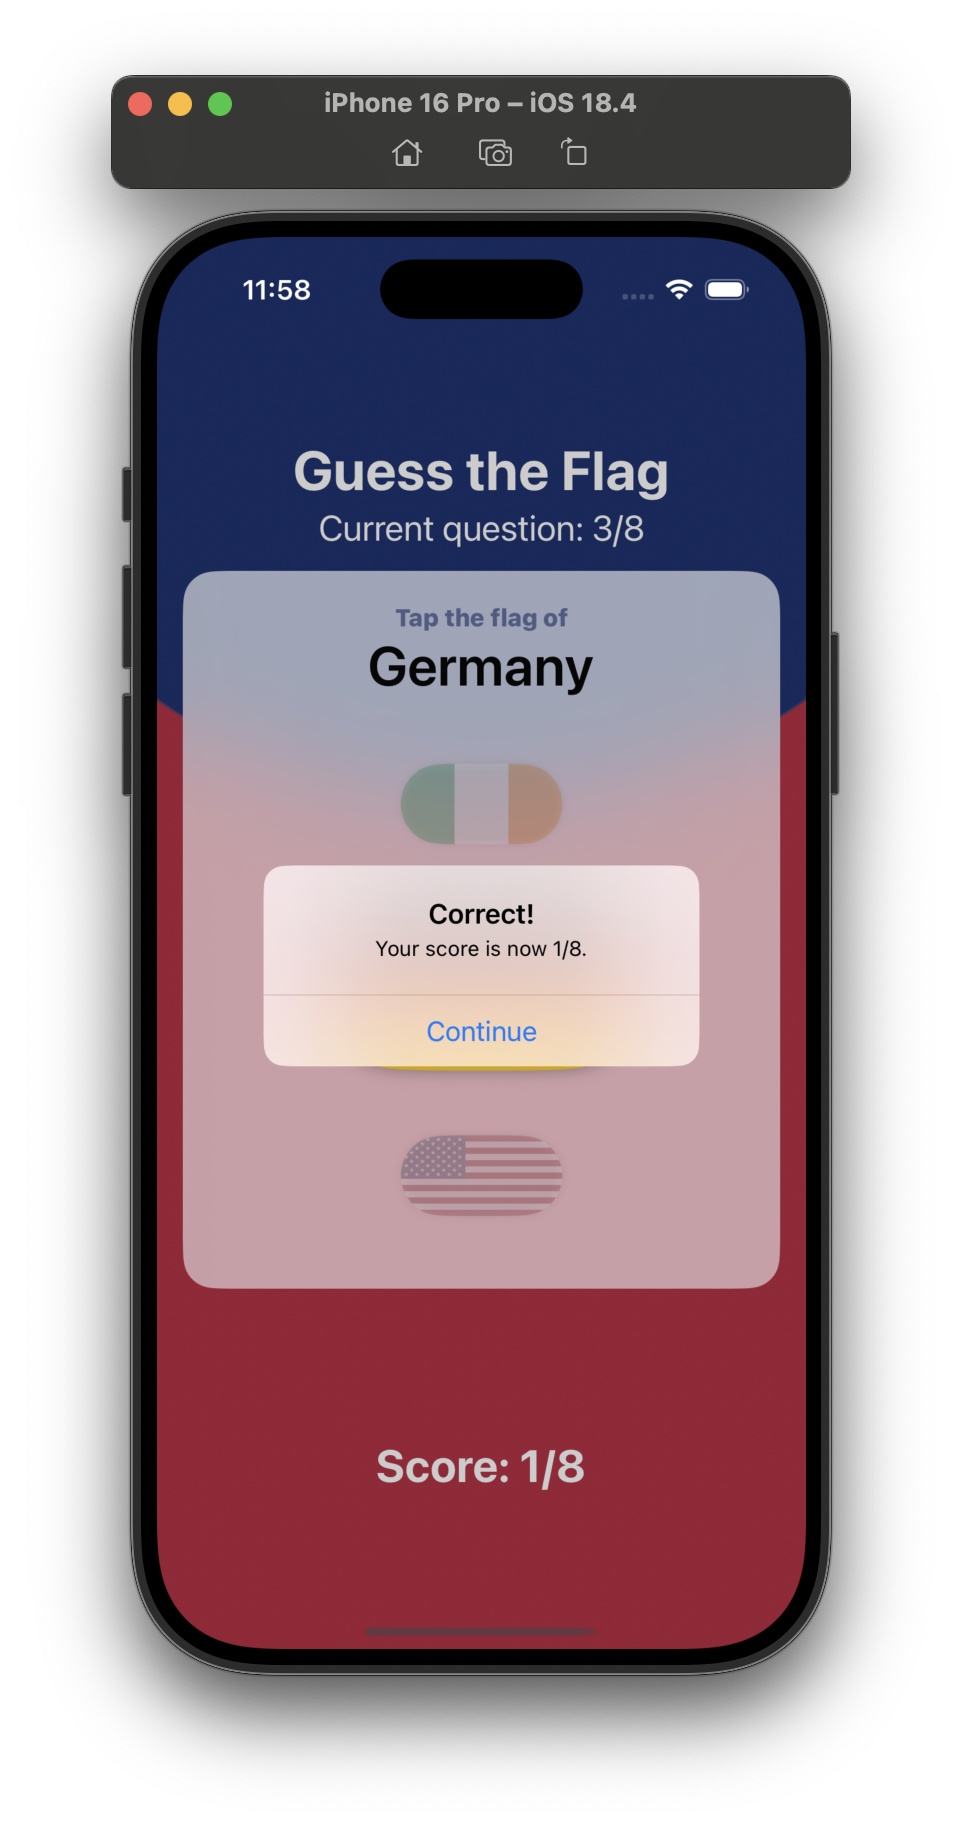 iPhone 16 Pro – iOS 18.4
11:58
Guess the Flag
Current question: 3/8
Tap the flag of
Germany
Correct!
Your score is now 1/8.
Continue
Score: 1/8